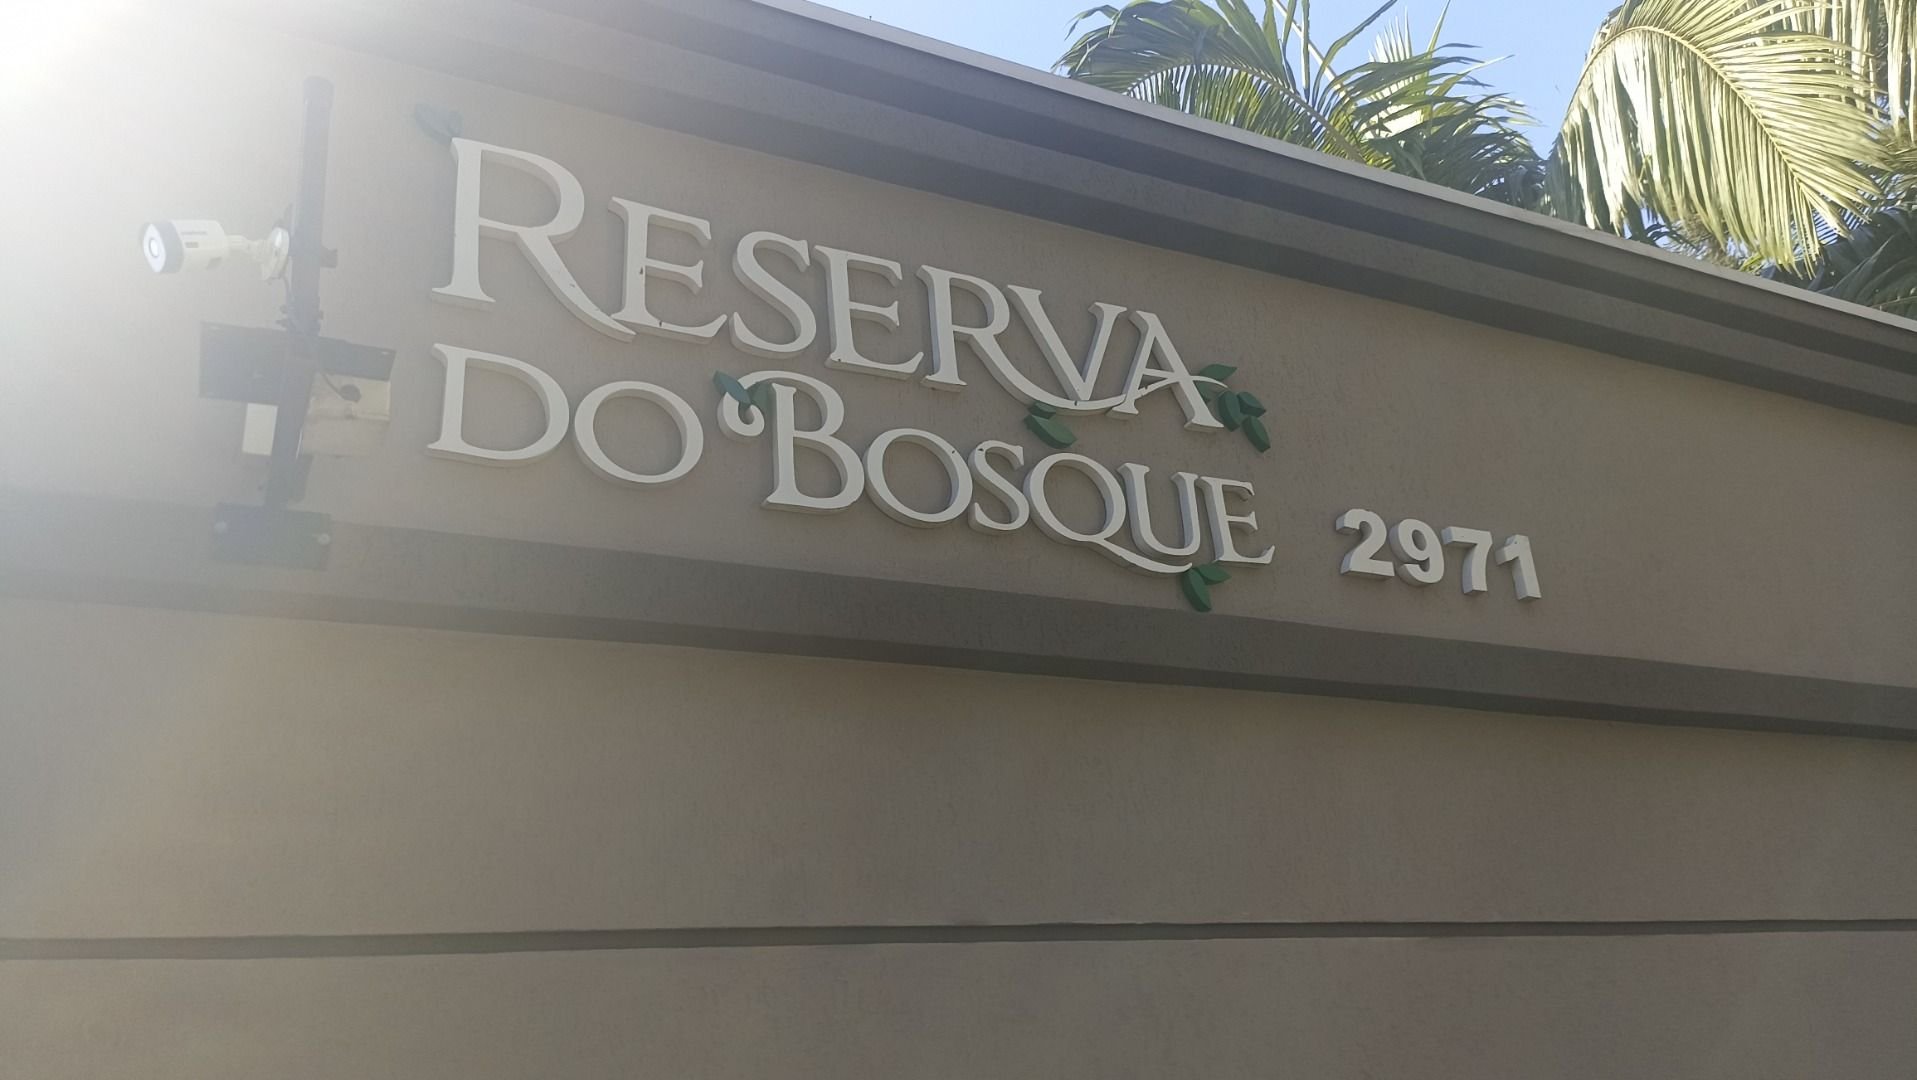 RESERVA
DO BOSQUE 2971